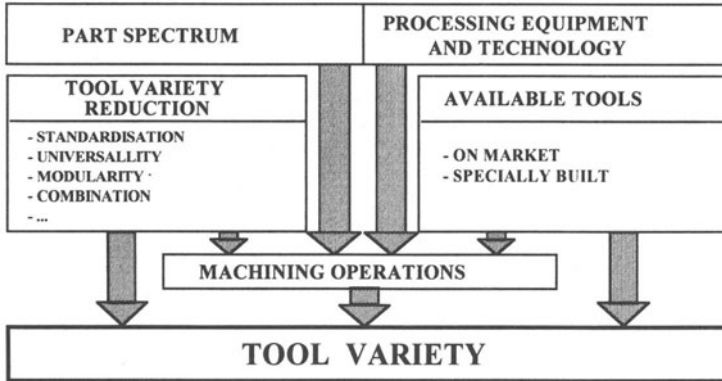 PART SPECTRUM
PROCESSING EQUIPMENT
AND TECHNOLOGY
TOOL VARIETY
REDUCTION
- STANDARDISATION
- UNIVERSALLITY
- MODULARITY
- COMBINATION
- ...
AVAILABLE TOOLS
- ON MARKET
- SPECIALLY BUILT
MACHINING OPERATIONS
TOOL VARIETY